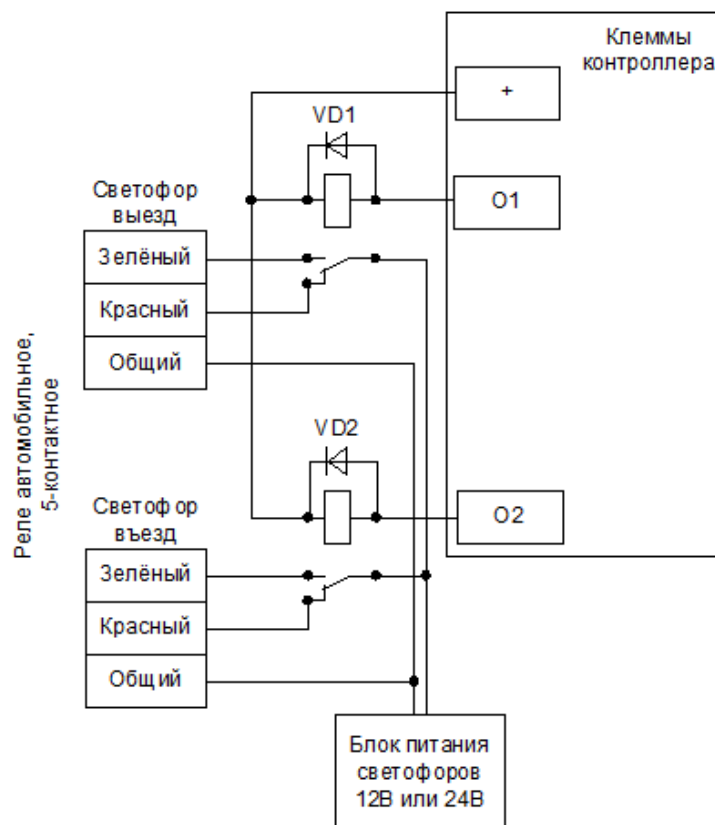 Клеммы
контроллера
+
VD1
O1
Светофор
выезд
Зелёный
Красный
Общий
Реле автомобильное,
5-контактное
VD2
O2
Светофор
въезд
Зелёный
Красный
Общий
Блок питания
светофоров
12В или 24В